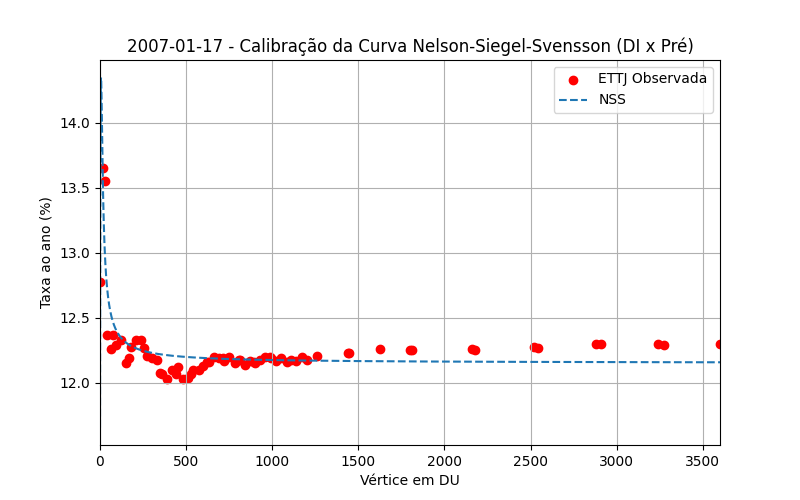 2007-01-17 - Calibração da Curva Nelson-Siegel-Svensson (DI x Pré)
ETTJ Observada
NSS
Taxa ao ano (%)
14.0
13.5
13.0
12.5
12.0
0 500 1000 1500 2000 2500 3000 3500
Vértice em DU